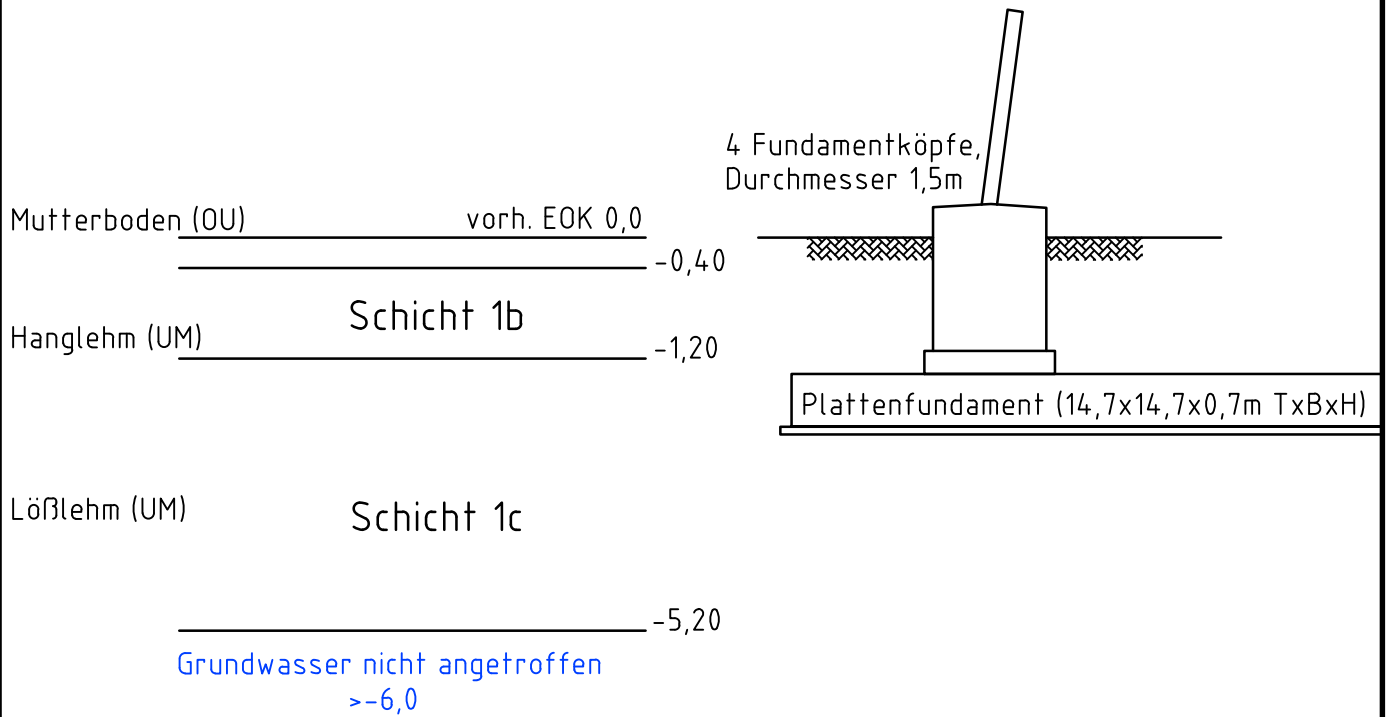 4 Fundamentköpfe,
Durchmesser 1,5m
Mutterboden (OU)
vorh. EOK 0,0
-0,40
Schicht 1b
Hanglehm (UM)
-1,20
Plattenfundament (14,7x14,7x0,7m TxBxH)
Lößlehm (UM)
Schicht 1c
-5,20
Grundwasser nicht angetroffen
>-6,0